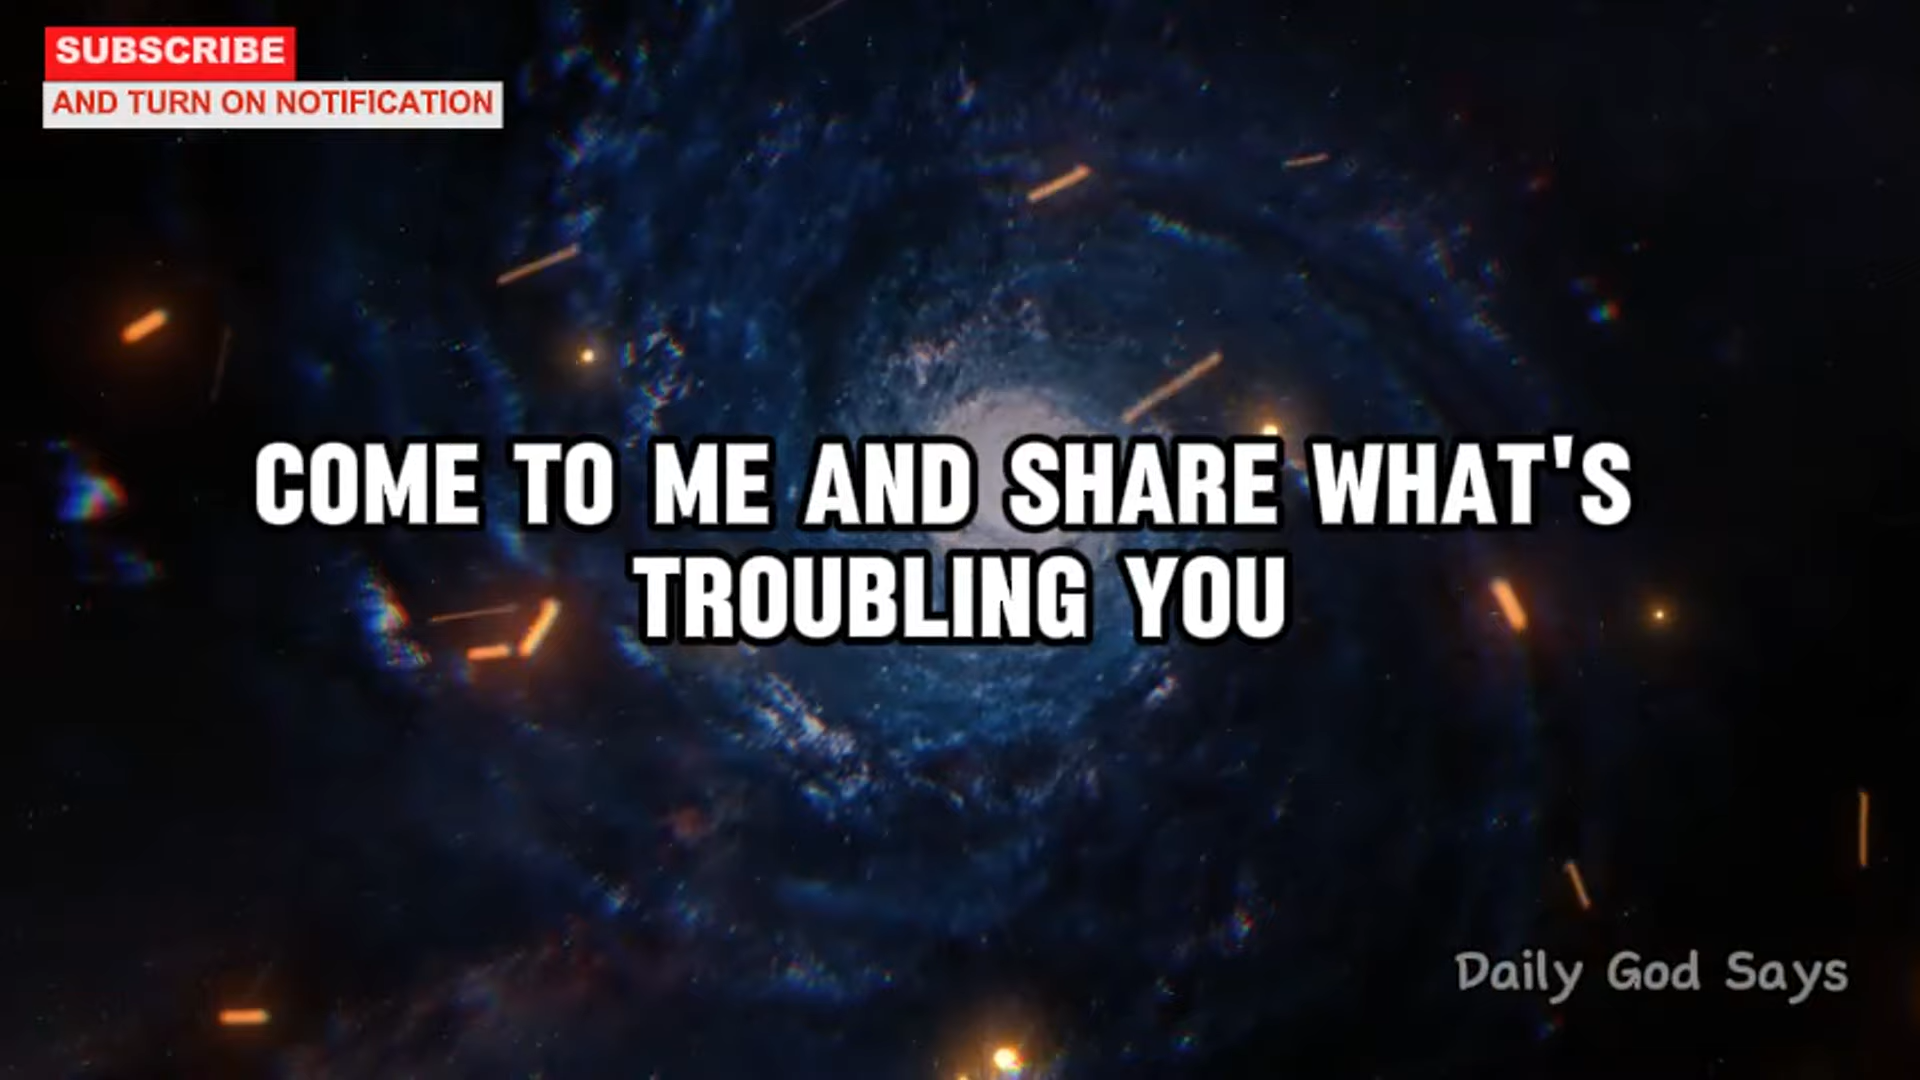 SUBSCRIBE
AND TURN ON NOTIFICATION
COME TO ME AND SHARE WHAT'S
TROUBLING YOU
Daily God Says